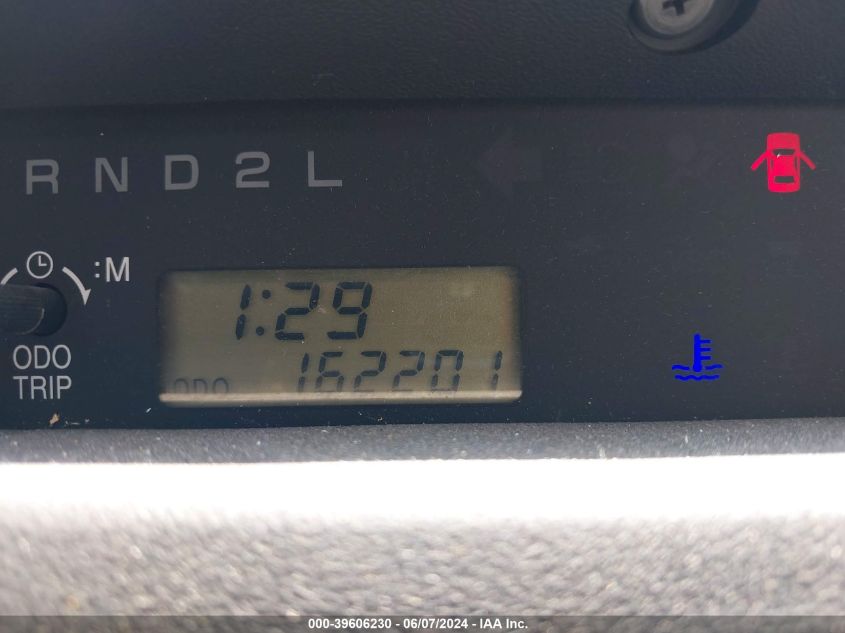 R N D 2 L
:M
1:29
ODO
TRIP
ODO 162201
000-39606230 - 06/07/2024 - IAA Inc.